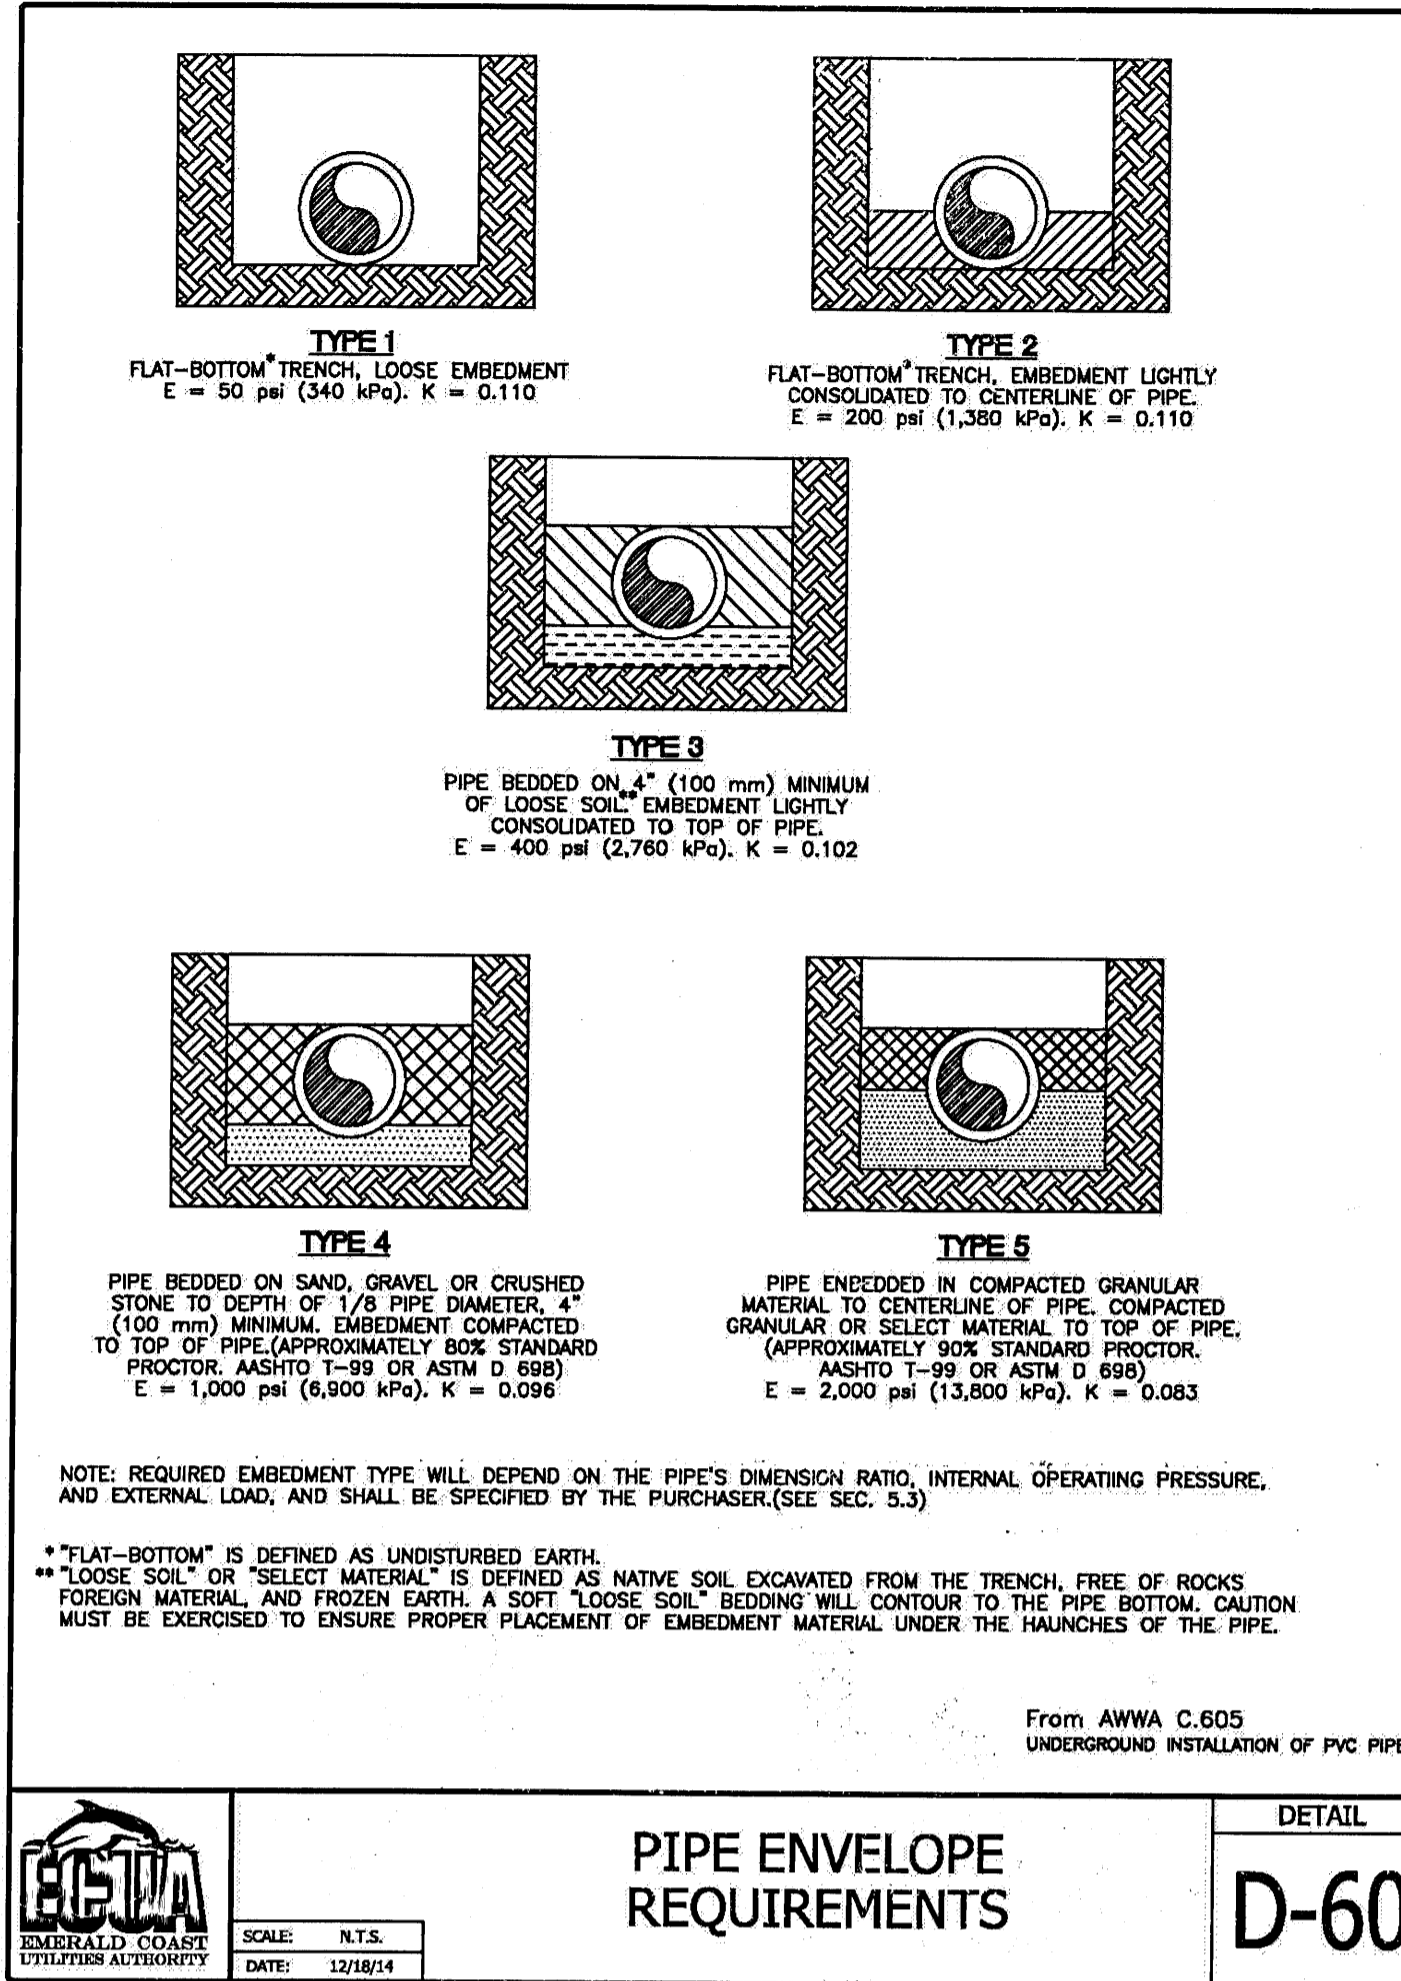 TYPE 1
FLAT-BOTTOM* TRENCH, LOOSE EMBEDMENT
E = 50 psi (340 kPa). K = 0.110
TYPE 2
FLAT-BOTTOM* TRENCH, EMBEDMENT LIGHTLY
CONSOLIDATED TO CENTERLINE OF PIPE.
E = 200 psi (1,380 kPa). K = 0.110
TYPE 3
PIPE BEDDED ON 4" (100 mm) MINIMUM
OF LOOSE SOIL.** EMBEDMENT LIGHTLY
CONSOLIDATED TO TOP OF PIPE.
E = 400 psi (2,760 kPa). K = 0.102
TYPE 4
PIPE BEDDED ON SAND, GRAVEL OR CRUSHED
STONE TO DEPTH OF 1/8 PIPE DIAMETER, 4"
(100 mm) MINIMUM. EMBEDMENT COMPACTED
TO TOP OF PIPE.(APPROXIMATELY 80% STANDARD
PROCTOR. AASHTO T-99 OR ASTM D 698)
E = 1,000 psi (6,900 kPa). K = 0.096
TYPE 5
PIPE ENBEDDED IN COMPACTED GRANULAR
MATERIAL TO CENTERLINE OF PIPE. COMPACTED
GRANULAR OR SELECT MATERIAL TO TOP OF PIPE.
(APPROXIMATELY 90% STANDARD PROCTOR.
AASHTO T-99 OR ASTM D 698)
E = 2,000 psi (13,800 kPa). K = 0.083
NOTE: REQUIRED EMBEDMENT TYPE WILL DEPEND ON THE PIPE'S DIMENSION RATIO, INTERNAL OPERATIING PRESSURE,
AND EXTERNAL LOAD, AND SHALL BE SPECIFIED BY THE PURCHASER.(SEE SEC. 5.3)
* "FLAT-BOTTOM" IS DEFINED AS UNDISTURBED EARTH.
** "LOOSE SOIL" OR "SELECT MATERIAL" IS DEFINED AS NATIVE SOIL EXCAVATED FROM THE TRENCH, FREE OF ROCKS
FOREIGN MATERIAL, AND FROZEN EARTH. A SOFT "LOOSE SOIL" BEDDING WILL CONTOUR TO THE PIPE BOTTOM. CAUTION
MUST BE EXERCISED TO ENSURE PROPER PLACEMENT OF EMBEDMENT MATERIAL UNDER THE HAUNCHES OF THE PIPE.
From AWWA C.605
UNDERGROUND INSTALLATION OF PVC PIPE
ECUA
EMERALD COAST
UTILITIES AUTHORITY
SCALE: N.T.S.
DATE: 12/18/14
PIPE ENVELOPE
REQUIREMENTS
DETAIL
D-60